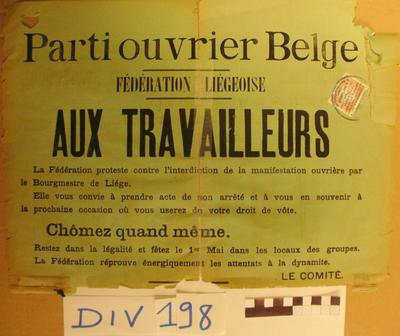 Parti ouvrier Belge
FÉDÉRATION LIÉGEOISE
AUX TRAVAILLEURS
La Fédération proteste contre l'interdiction de la manifestation ouvrière par
le Bourgmestre de Liége.
Elle vous convie à prendre acte de son arrêté et à vous en souvenir à
la prochaine occasion où vous userez de votre droit de vôte.
Chômez quand même.
Restez dans la légalité et fêtez le 1er Mai dans les locaux des groupes.
La Fédération réprouve énergiquement les attentats à la dynamite.
LE COMITÉ.
DIV 198